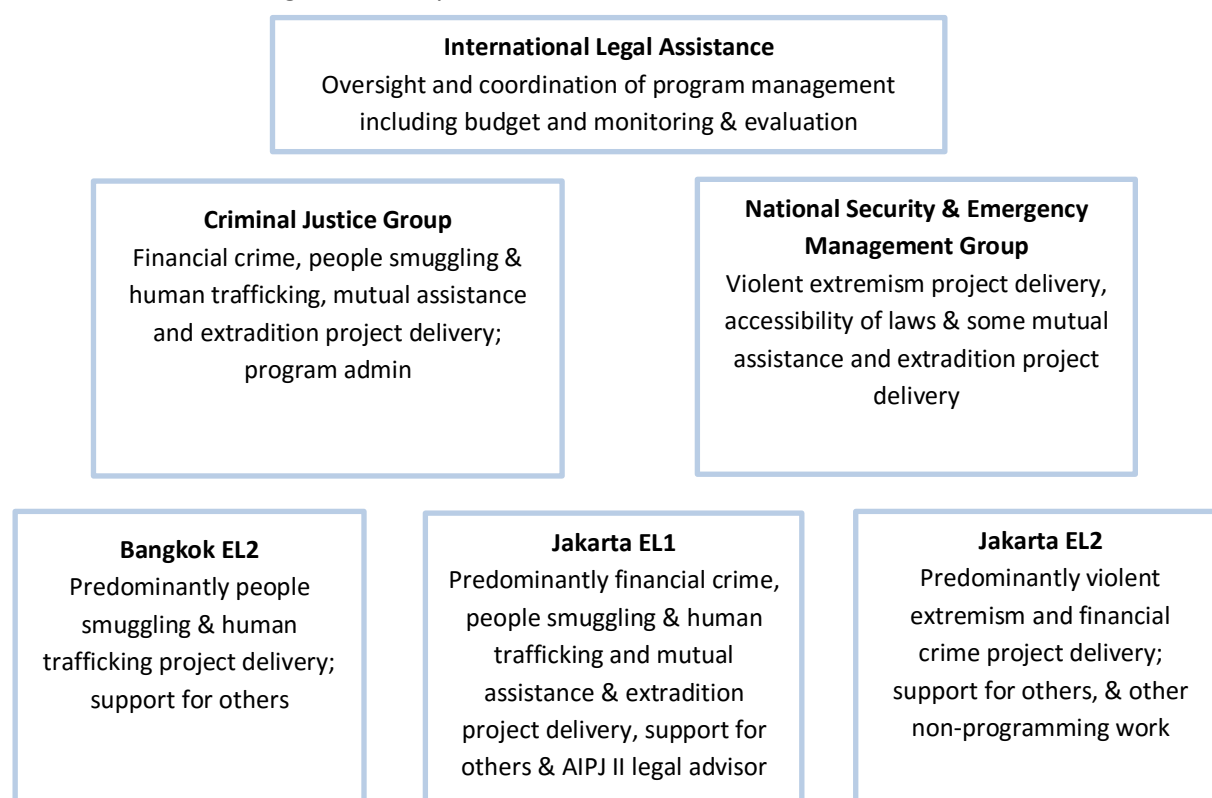 International Legal Assistance
Oversight and coordination of program management
including budget and monitoring & evaluation
Criminal Justice Group
Financial crime, people smuggling &
human trafficking, mutual assistance
and extradition project delivery;
program admin
National Security & Emergency
Management Group
Violent extremism project delivery,
accessibility of laws & some mutual
assistance and extradition project
delivery
Bangkok EL2
Predominantly people
smuggling & human
trafficking project delivery;
support for others
Jakarta EL1
Predominantly financial crime,
people smuggling & human
trafficking and mutual
assistance & extradition
project delivery, support for
others & AIPJ II legal advisor
Jakarta EL2
Predominantly violent
extremism and financial
crime project delivery;
support for others, & other
non-programming work